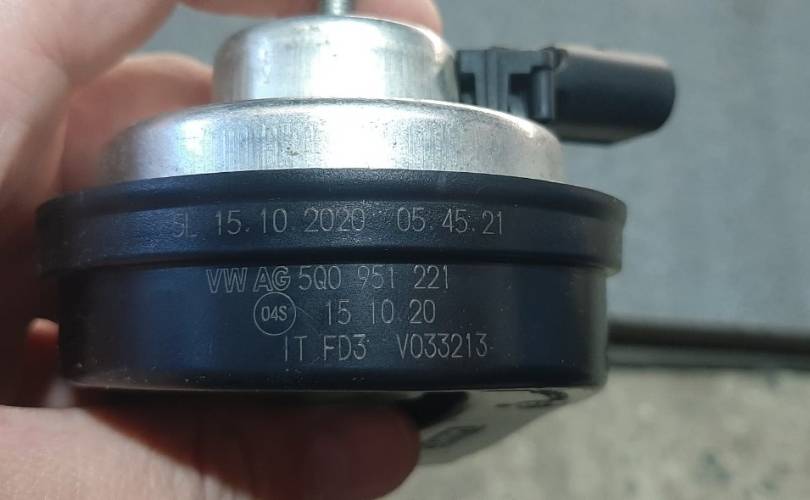 SL 15.10.2020 05.45.21
VW AG 5Q0 951 221
04S 15 10 20
IT FD3 V033213